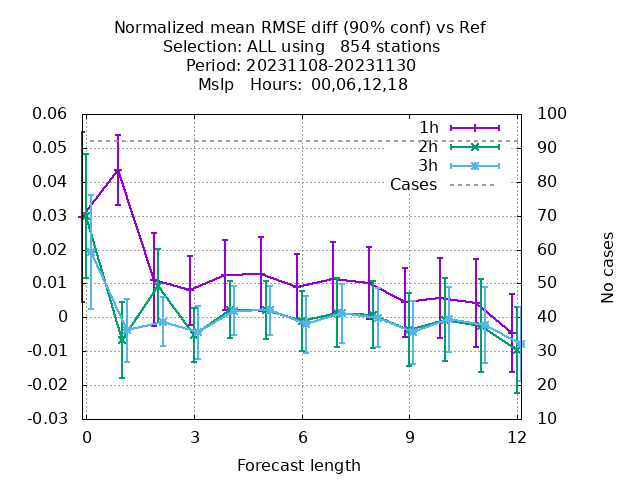 Normalized mean RMSE diff (90% conf) vs Ref
Selection: ALL using   854 stations
Period: 20231108-20231130
Mslp   Hours:  00,06,12,18
0.06
0.05
0.04
0.03
0.02
0.01
0
-0.01
-0.02
-0.03
100
90
80
70
60
50
40
30
20
10
1h
2h
3h
Cases
No cases
0 3 6 9 12
Forecast length